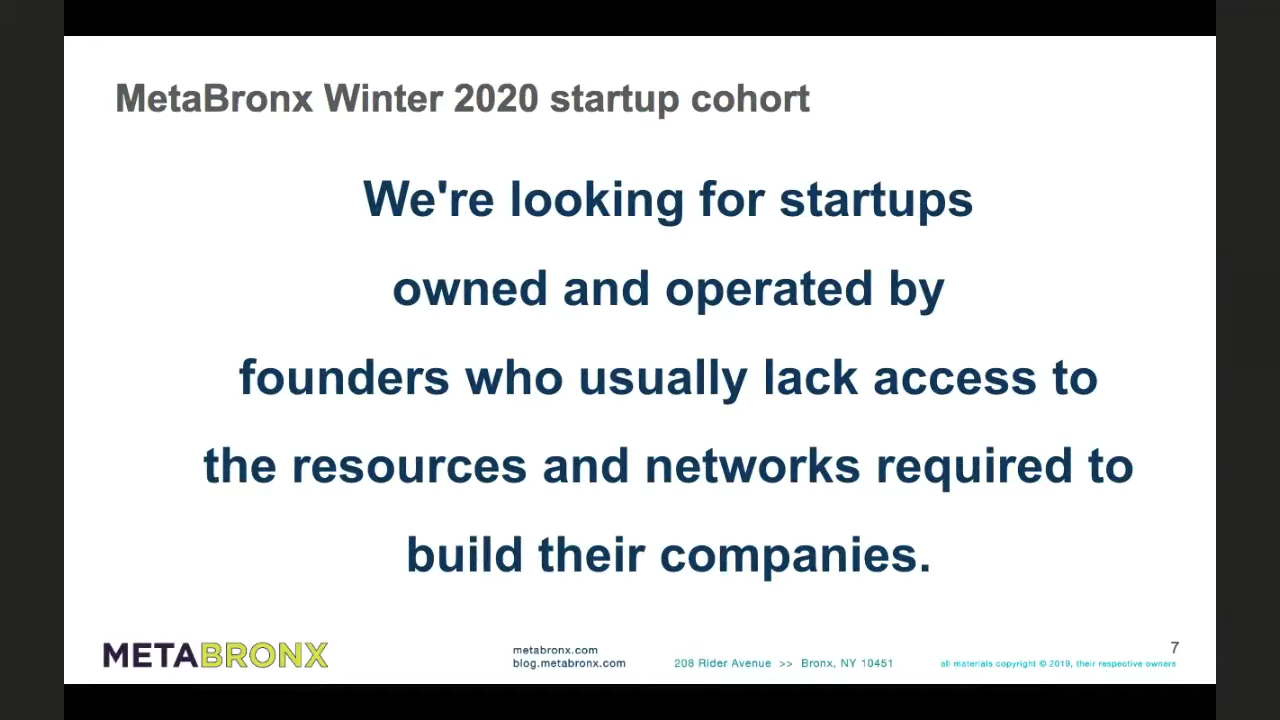 MetaBronx Winter 2020 startup cohort
We're looking for startups
owned and operated by
founders who usually lack access to
the resources and networks required to
build their companies.
METABRONX
metabronx.com
blog.metabronx.com
208 Rider Avenue >> Bronx, NY 10451
7
all materials copyright © 2019, their respective owners